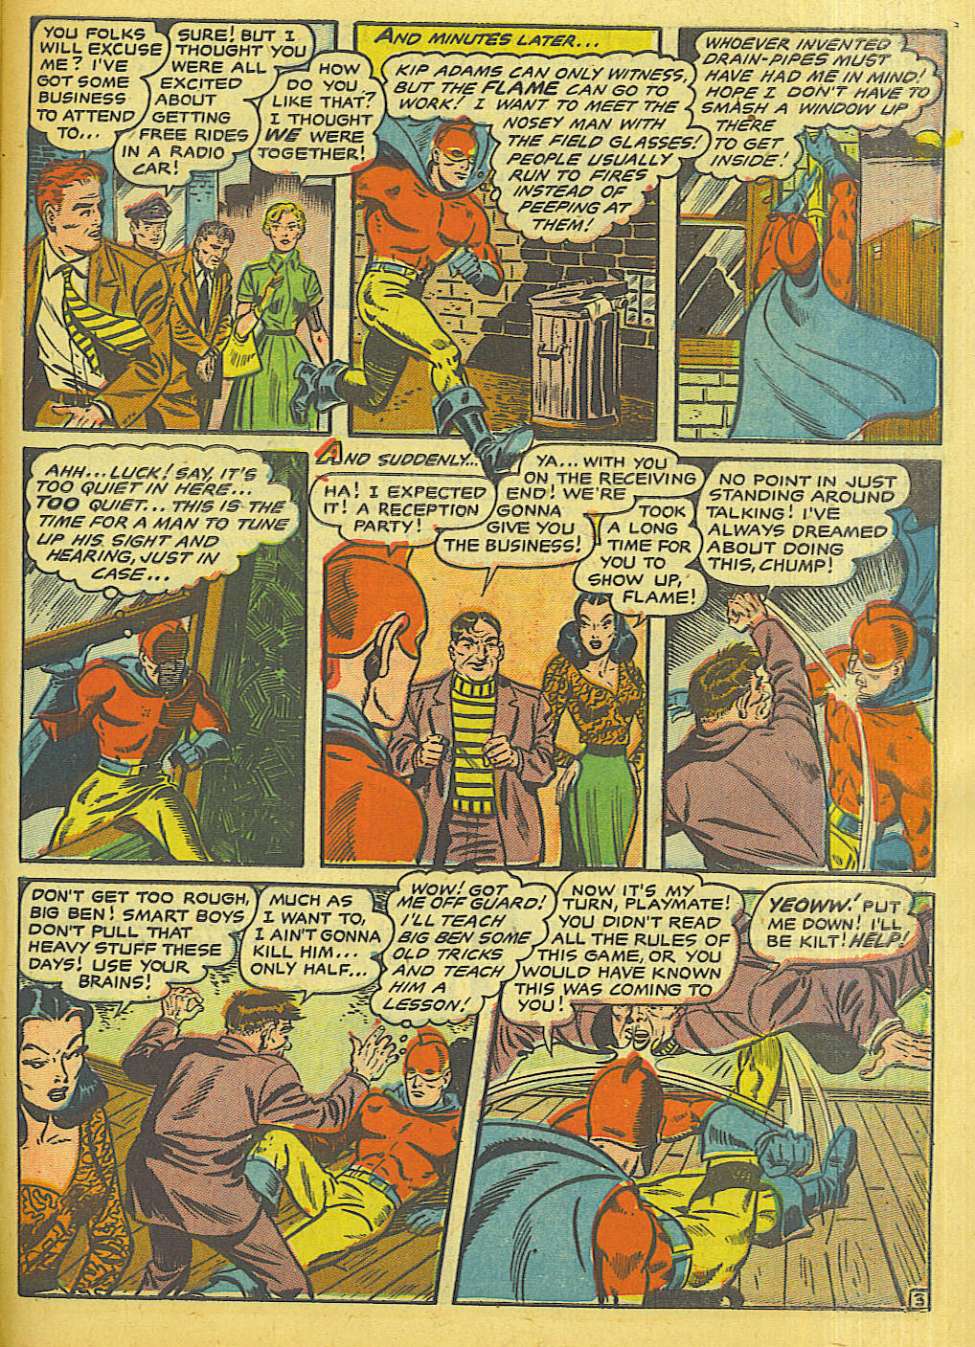 YOU FOLKS
WILL EXCUSE
ME? I'VE
GOT SOME
BUSINESS
TO ATTEND
TO...
SURE! BUT I
THOUGHT YOU
WERE ALL
EXCITED
ABOUT
GETTING
FREE RIDES
IN A RADIO
CAR!
HOW
DO YOU
LIKE THAT?
I THOUGHT
WE WERE
TOGETHER!
AND MINUTES LATER...
KIP ADAMS CAN ONLY WITNESS,
BUT THE FLAME CAN GO TO
WORK! I WANT TO MEET THE
NOSEY MAN WITH
THE FIELD GLASSES!
PEOPLE USUALLY
RUN TO FIRES
INSTEAD OF
PEEPING AT
THEM!
WHOEVER INVENTED
DRAIN-PIPES MUST
HAVE HAD ME IN MIND!
HOPE I DON'T HAVE TO
SMASH A WINDOW UP
THERE
TO GET
INSIDE!
AHH... LUCK! SAY, IT'S
TOO QUIET IN HERE...
TOO QUIET... THIS IS THE
TIME FOR A MAN TO TUNE
UP HIS SIGHT AND
HEARING, JUST IN
CASE...
AND SUDDENLY...
HA! I EXPECTED
IT! A RECEPTION
PARTY!
YA... WITH YOU
ON THE RECEIVING
END! WE'RE
GONNA
GIVE YOU
THE BUSINESS!
TOOK
A LONG
TIME FOR
YOU TO
SHOW UP,
FLAME!
NO POINT IN JUST
STANDING AROUND
TALKING! I'VE
ALWAYS DREAMED
ABOUT DOING
THIS, CHUMP!
DON'T GET TOO ROUGH,
BIG BEN! SMART BOYS
DON'T PULL THAT
HEAVY STUFF THESE
DAYS! USE YOUR
BRAINS!
MUCH AS
I WANT TO,
I AIN'T GONNA
KILL HIM...
ONLY HALF...
WOW! GOT
ME OFF GUARD!
I'LL TEACH
BIG BEN SOME
OLD TRICKS
AND TEACH
HIM A
LESSON!
NOW IT'S MY
TURN, PLAYMATE!
YOU DIDN'T READ
ALL THE RULES OF
THIS GAME, OR YOU
WOULD HAVE KNOWN
THIS WAS COMING TO
YOU!
YEOWW! PUT
ME DOWN! I'LL
BE KILT! HELP!
3